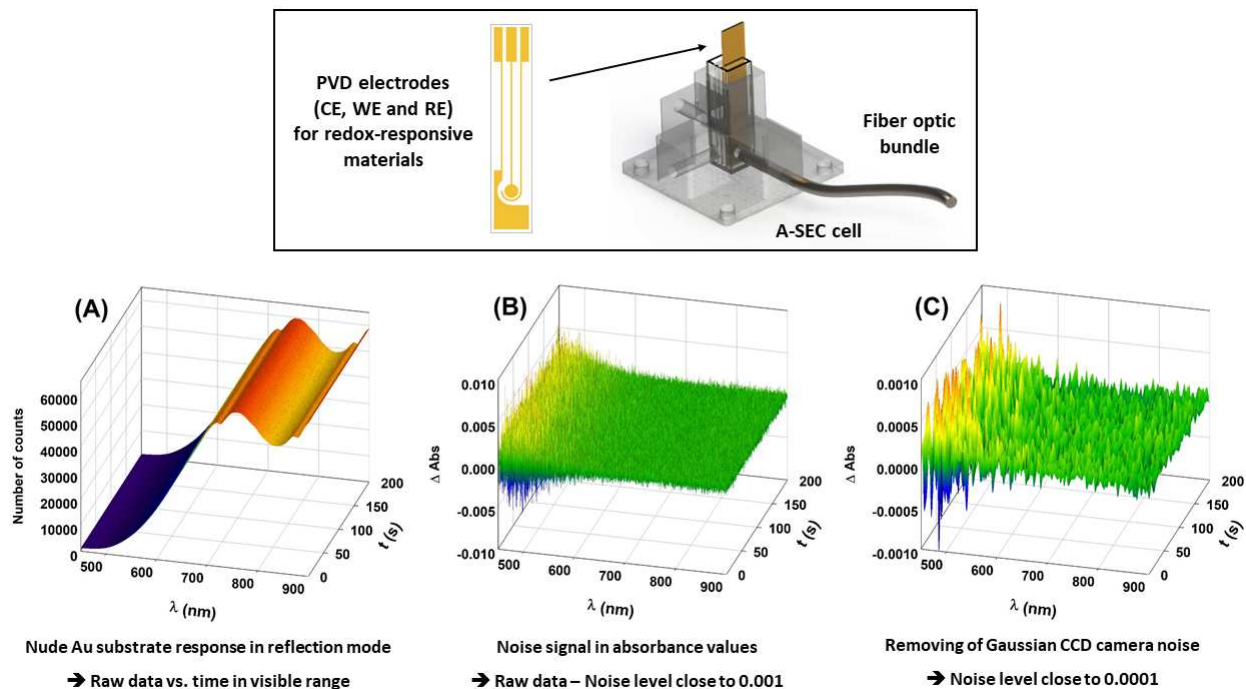 PVD electrodes
(CE, WE and RE)
for redox-responsive
materials
Fiber optic
bundle
A-SEC cell
(A)
Number of counts
60000
50000
40000
30000
20000
10000
0
500
600
700
800
900
λ (nm)
0
50
100
150
200
t (s)
Nude Au substrate response in reflection mode
➔ Raw data vs. time in visible range
(B)
Δ Abs
0.010
0.005
0.000
-0.005
-0.010
500
600
700
800
900
λ (nm)
0
50
100
150
200
t (s)
Noise signal in absorbance values
➔ Raw data – Noise level close to 0.001
(C)
Δ Abs
0.0010
0.0005
0.0000
-0.0005
-0.0010
500
600
700
800
900
λ (nm)
0
50
100
150
200
t (s)
Removing of Gaussian CCD camera noise
➔ Noise level close to 0.0001